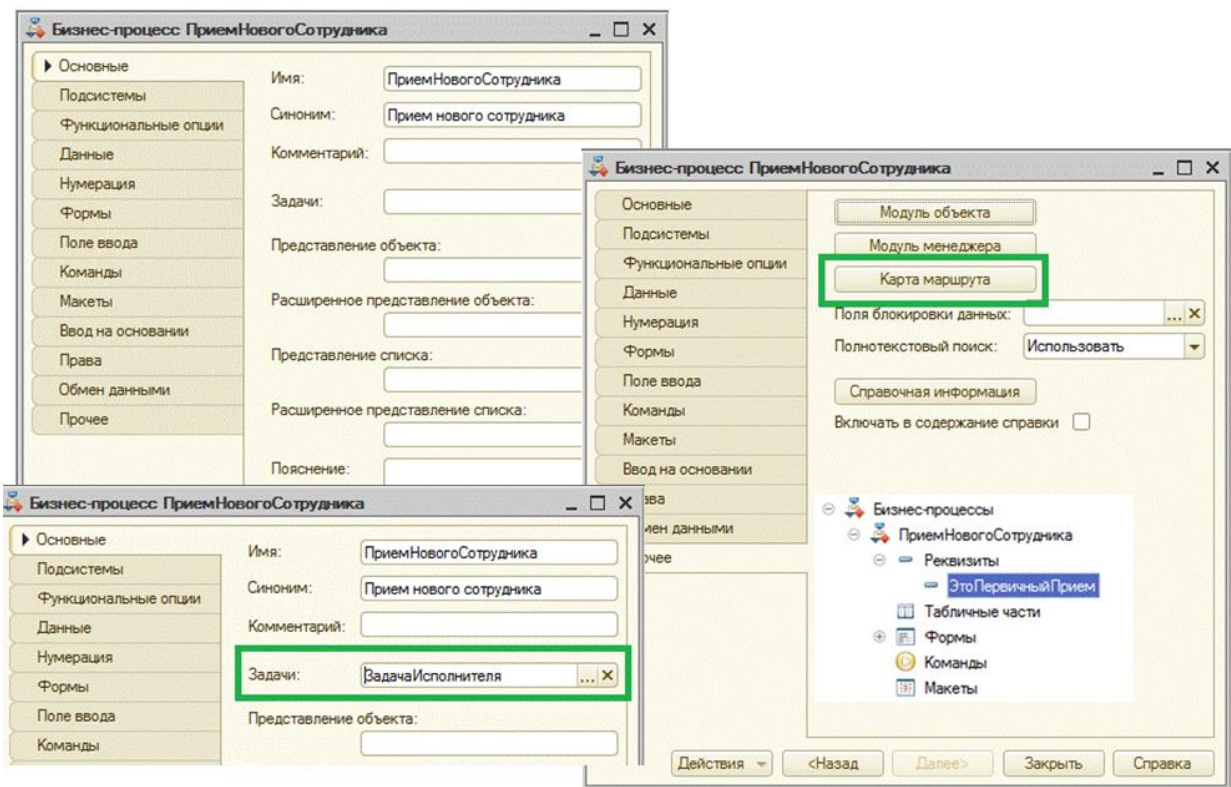 Бизнес-процесс ПриемНовогоСотрудника
Основные
Подсистемы
Функциональные опции
Данные
Нумерация
Формы
Поле ввода
Команды
Макеты
Ввод на основании
Права
Обмен данными
Прочее
Имя: ПриемНовогоСотрудника
Синоним: Прием нового сотрудника
Комментарий:
Задачи:
Представление объекта:
Расширенное представление объекта:
Представление списка:
Расширенное представление списка:
Пояснение:
Бизнес-процесс ПриемНовогоСотрудника
Основные
Подсистемы
Функциональные опции
Данные
Нумерация
Формы
Поле ввода
Команды
Макеты
Ввод на основании
ава
мен данными
очее
Модуль объекта
Модуль менеджера
Карта маршрута
Поля блокировки данных: ...
Полнотекстовый поиск: Использовать
Справочная информация
Включать в содержание справки
Бизнес-процессы
ПриемНовогоСотрудника
Реквизиты
ЭтоПервичныйПрием
Табличные части
Формы
Команды
Макеты
Действия <Назад Далее> Закрыть Справка
Бизнес-процесс ПриемНовогоСотрудника
Основные
Подсистемы
Функциональные опции
Данные
Нумерация
Формы
Поле ввода
Команды
Имя: ПриемНовогоСотрудника
Синоним: Прием нового сотрудника
Комментарий:
Задачи: ЗадачаИсполнителя ...
Представление объекта: